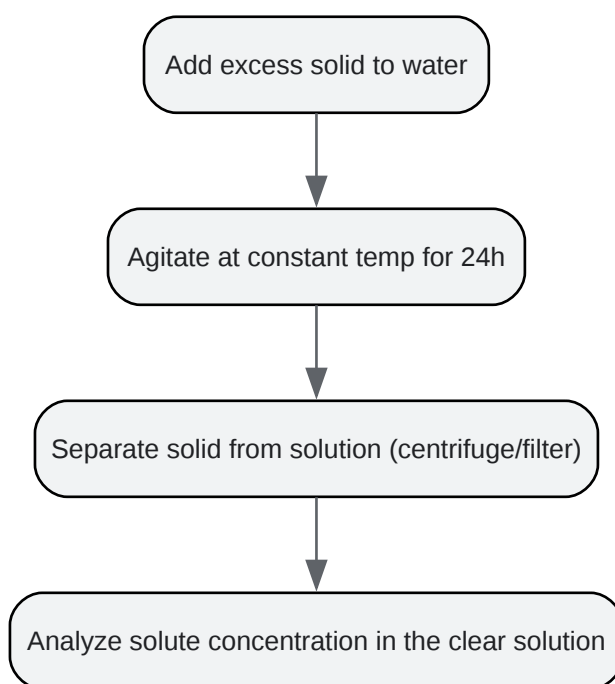 Add excess solid to water
Agitate at constant temp for 24h
Separate solid from solution (centrifuge/filter)
Analyze solute concentration in the clear solution